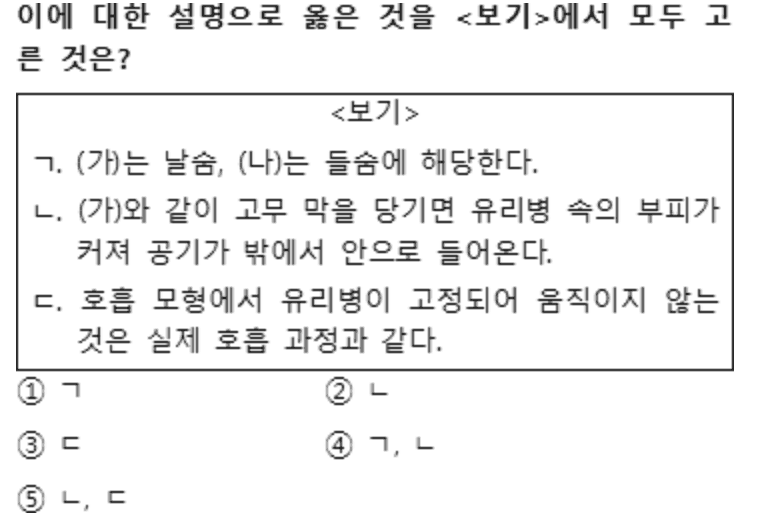 이에 대한 설명으로 옳은 것을 <보기>에서 모두 고
른 것은?
<보기>
ㄱ. (가)는 날숨, (나)는 들숨에 해당한다.
ㄴ. (가)와 같이 고무 막을 당기면 유리병 속의 부피가
커져 공기가 밖에서 안으로 들어온다.
ㄷ. 호흡 모형에서 유리병이 고정되어 움직이지 않는
것은 실제 호흡 과정과 같다.
① ㄱ ② ㄴ
③ ㄷ ④ ㄱ, ㄴ
⑤ ㄴ, ㄷ